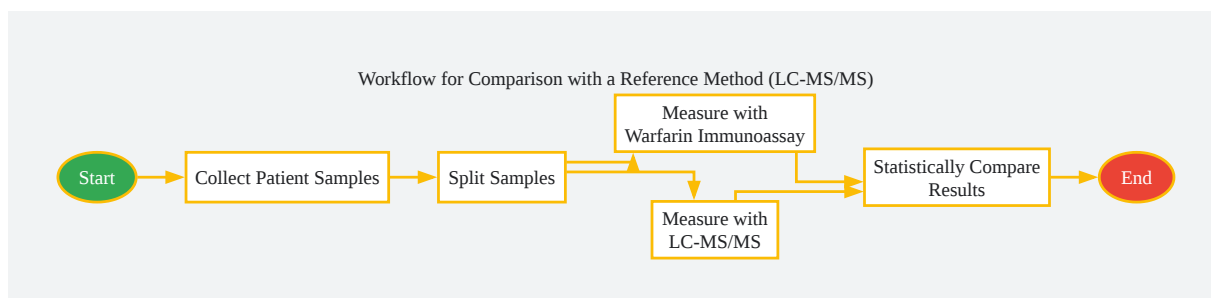 Workflow for Comparison with a Reference Method (LC-MS/MS)
Start
Collect Patient Samples
Split Samples
Measure with
Warfarin Immunoassay
Measure with
LC-MS/MS
Statistically Compare
Results
End